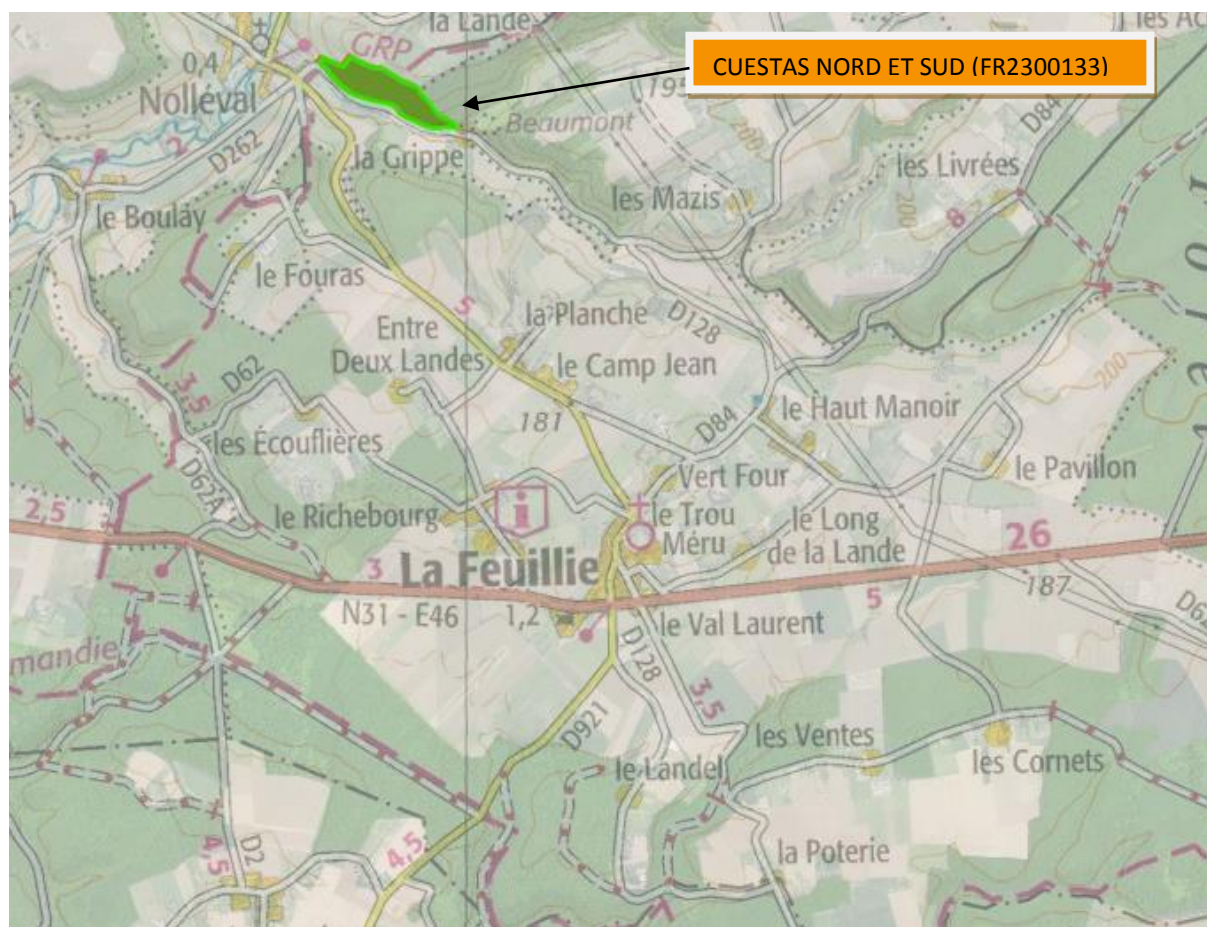 la Lande
les AC
GRP
CUESTAS NORD ET SUD (FR2300133)
0,4
Nolléval
195
Beaumont
200
D84
2
D262
la Grippe
les Livrées
les Mazis
200
le Boulay
8
le Fouras
5
la Planche
D128
Entre
Deux Landes
le Camp Jean
200
3,5
D62
181
D84
le Haut Manoir
les Écouflières
Vert Four
le Pavillon
D62A
2,5
le Richebourg
i
le Trou
Méru
le Long
de la Lande
26
3
La Feuillie
187
N31 - E46
1,2
5
le Val Laurent
mandie
D128
3,5
D921
les Ventes
le Landel
les Cornets
4,5
D2
4,5
la Poterie